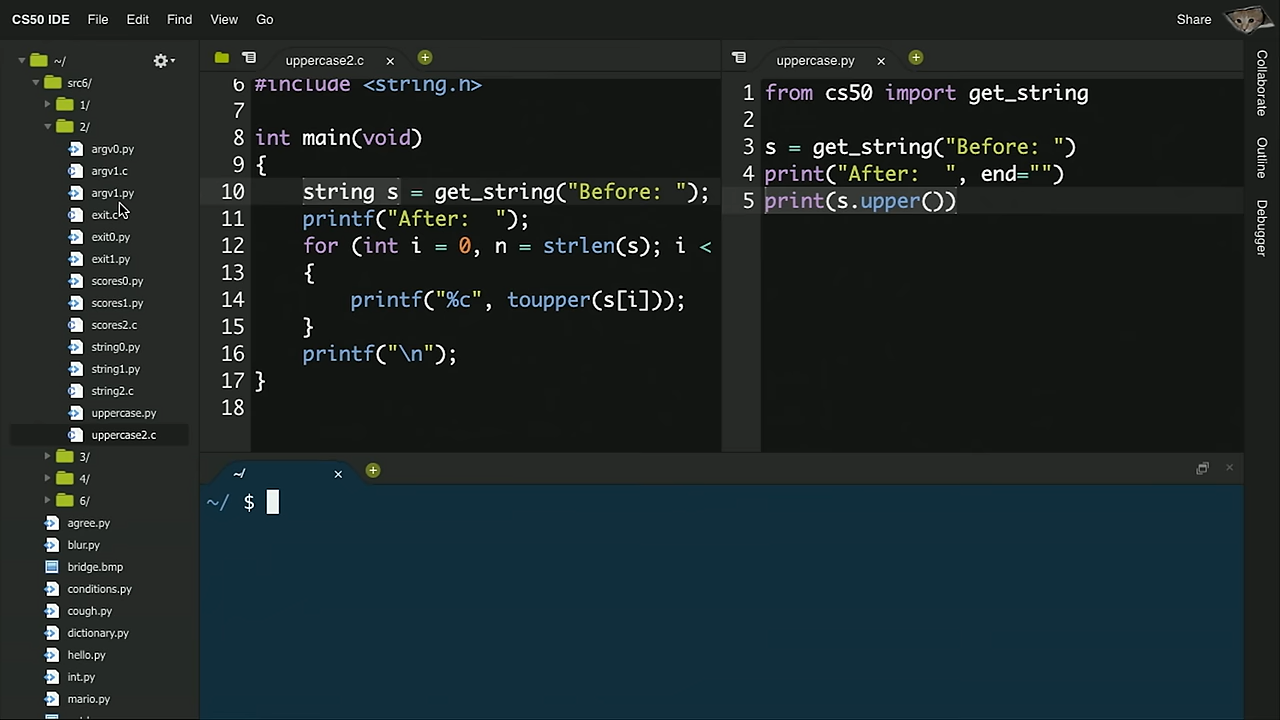 CS50 IDE File Edit Find View Go Share
~/
src6/
1/
2/
argv0.py
argv1.c
argv1.py
exit.c
exit0.py
exit1.py
scores0.py
scores1.py
scores2.c
string0.py
string1.py
string2.c
uppercase.py
uppercase2.c
3/
4/
6/
agree.py
blur.py
bridge.bmp
conditions.py
cough.py
dictionary.py
hello.py
int.py
mario.py
uppercase2.c
6 #include <string.h>
7
8 int main(void)
9 {
10 string s = get_string("Before: ");
11 printf("After:  ");
12 for (int i = 0, n = strlen(s); i <
13 {
14 printf("%c", toupper(s[i]));
15 }
16 printf("\n");
17 }
18
uppercase.py
1 from cs50 import get_string
2
3 s = get_string("Before: ")
4 print("After:  ", end="")
5 print(s.upper())
~/
~/ $
Collaborate
Outline
Debugger